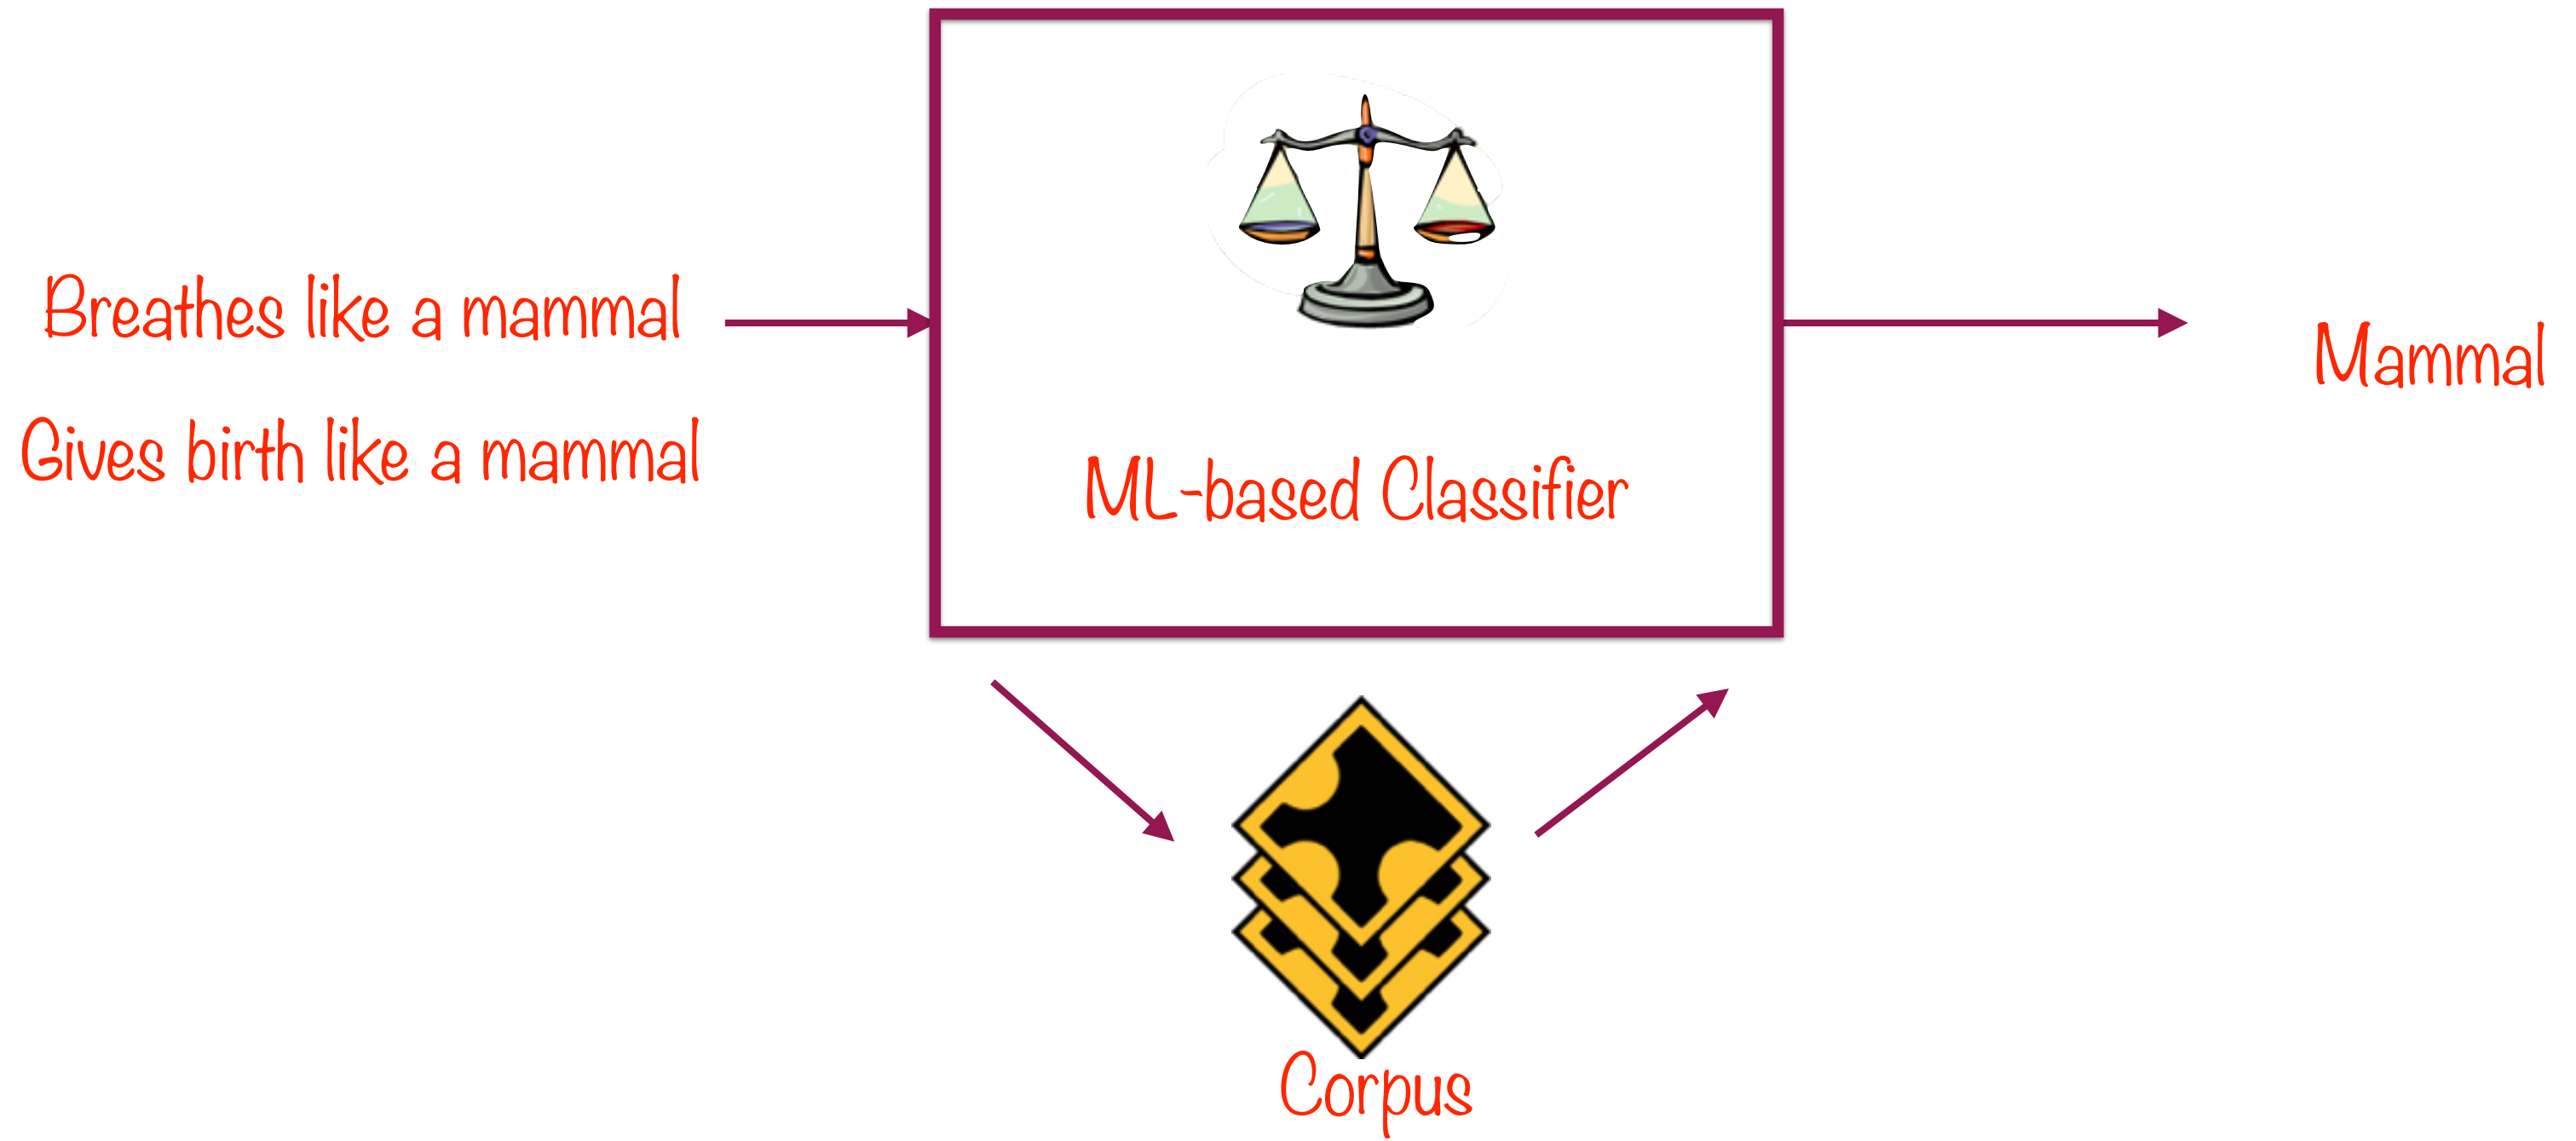 Breathes like a mammal
Gives birth like a mammal
ML-based Classifier
Mammal
Corpus